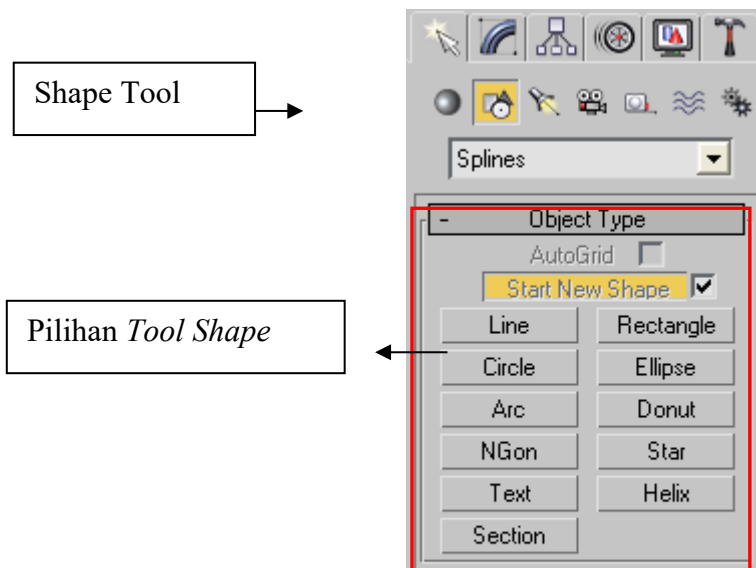 Shape Tool
Splines
- Object Type
AutoGrid
Start New Shape
Pilihan Tool Shape
Line Rectangle
Circle Ellipse
Arc Donut
NGon Star
Text Helix
Section